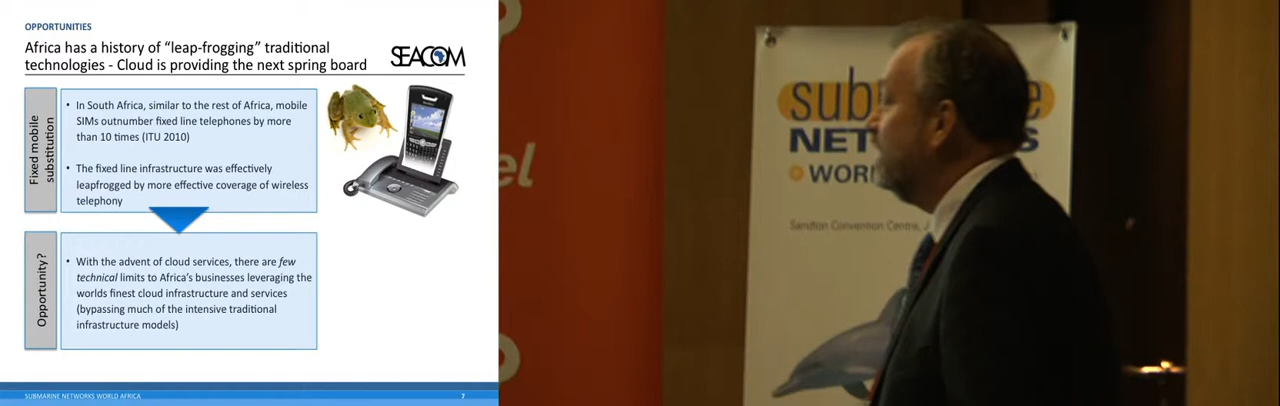 OPPORTUNITIES
Africa has a history of “leap-frogging” traditional
technologies - Cloud is providing the next spring board
SEACOM
Fixed mobile
substitution
• In South Africa, similar to the rest of Africa, mobile
SIMs outnumber fixed line telephones by more
than 10 times (ITU 2010)
• The fixed line infrastructure was effectively
leapfrogged by more effective coverage of wireless
telephony
Opportunity?
• With the advent of cloud services, there are few
technical limits to Africa’s businesses leveraging the
worlds finest cloud infrastructure and services
(bypassing much of the intensive traditional
infrastructure models)
SUBMARINE NETWORKS WORLD AFRICA
7
el
sub e
NET S
WOR
Sandton Convention Centre, J